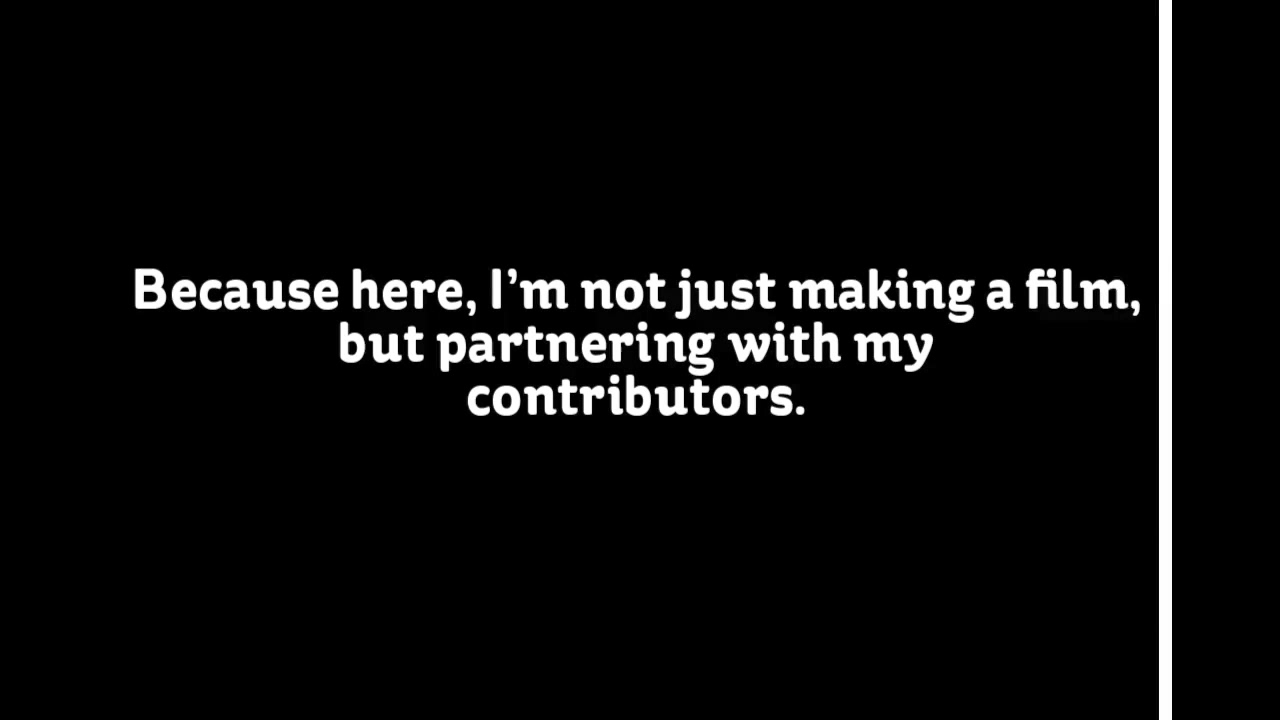 Because here, I’m not just making a film,
but partnering with my
contributors.